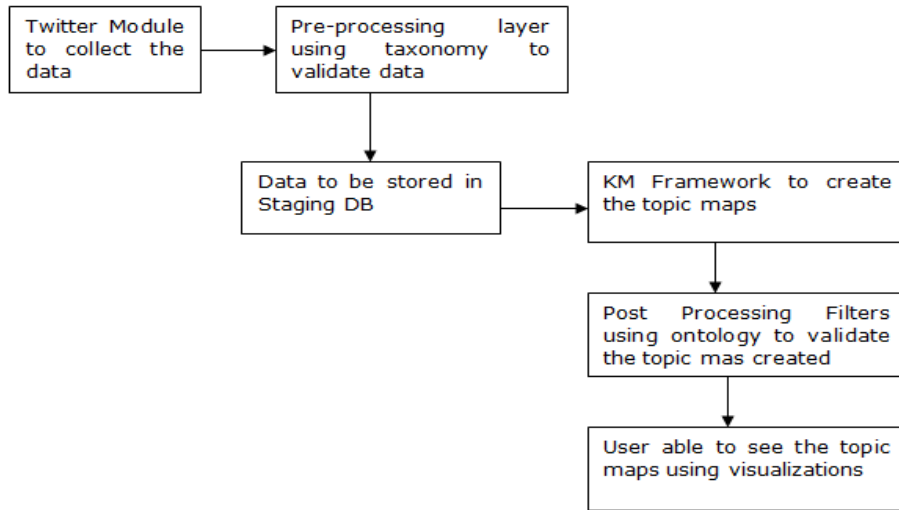 Twitter Module
to collect the
data
Pre-processing layer
using taxonomy to
validate data
Data to be stored in
Staging DB
KM Framework to create
the topic maps
Post Processing Filters
using ontology to validate
the topic mas created
User able to see the topic
maps using visualizations